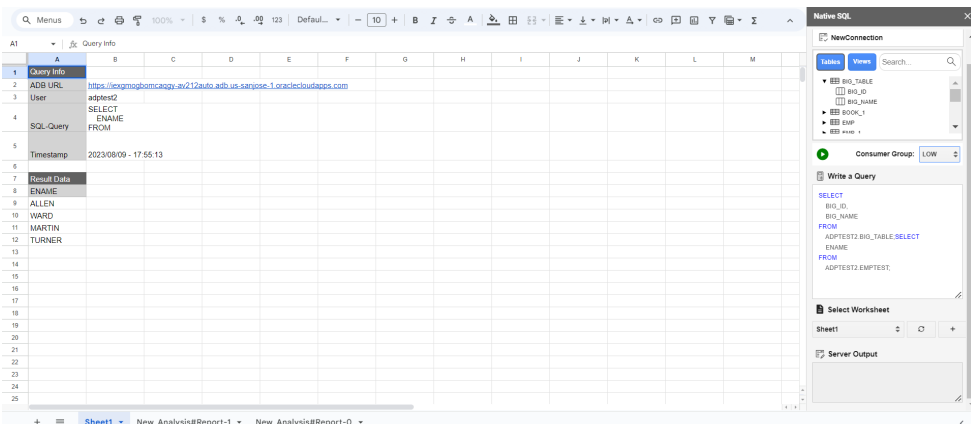 Menus 100% $ % .0 .00 123 Defaul... 10 B I A
Native SQL
A1 fx Query Info
NewConnection
Tables Views Search...
BIG_TABLE
BIG_ID
BIG_NAME
BOOK_1
EMP
A B C D E F G H I J K L M
1 Query Info
2 ADB URL https://iexgmogbomcaogy-av212auto.adb.us-sanjose-1.oraclecloudapps.com
3 User adptest2
4 SQL-Query SELECT
ENAME
FROM
5 Timestamp 2023/08/09 - 17:55:13
6
7 Result Data
8 ENAME
9 ALLEN
10 WARD
11 MARTIN
12 TURNER
13
14
15
16
17
18
19
20
21
22
23
24
25
Consumer Group: LOW
Write a Query
SELECT
BIG_ID,
BIG_NAME
FROM
ADPTEST2.BIG_TABLE;SELECT
ENAME
FROM
ADPTEST2.EMPTEST;
Select Worksheet
Sheet1
Server Output
Sheet1 New_Analysis#Report-1 New_Analysis#Report-0